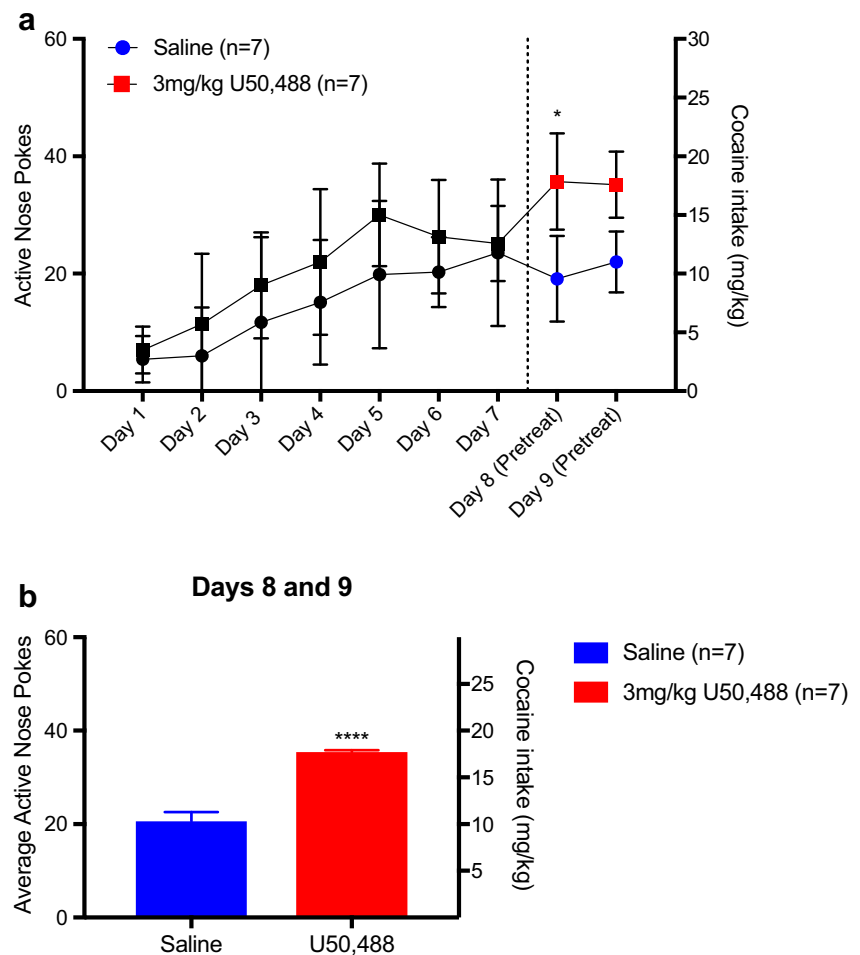 a
Saline (n=7)
3mg/kg U50,488 (n=7)
*
Active Nose Pokes
60
40
20
0
Cocaine intake (mg/kg)
30
25
20
15
10
5
0
Day 1
Day 2
Day 3
Day 4
Day 5
Day 6
Day 7
Day 8 (Pretreat)
Day 9 (Pretreat)
b
Days 8 and 9
Average Active Nose Pokes
60
40
20
0
****
Cocaine intake (mg/kg)
25
20
15
10
5
Saline
U50,488
Saline (n=7)
3mg/kg U50,488 (n=7)